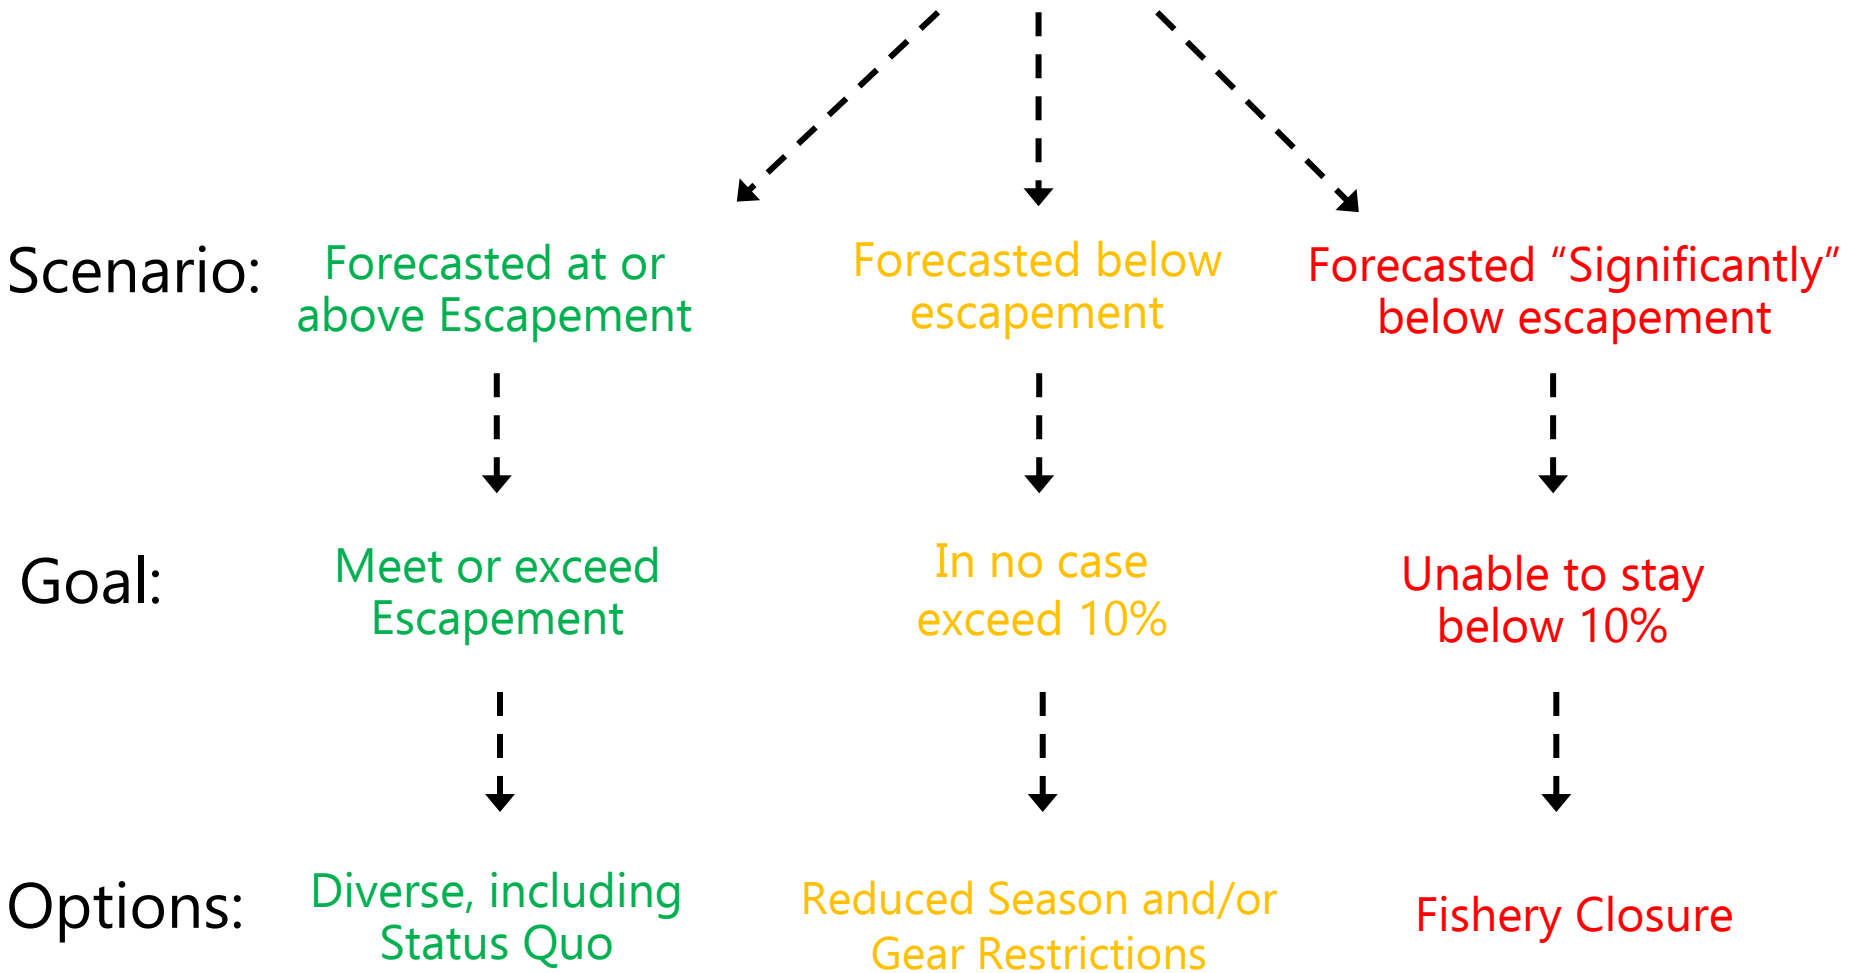 Scenario:
Forecasted at or
above Escapement
Forecasted below
escapement
Forecasted “Significantly”
below escapement
Goal:
Meet or exceed
Escapement
In no case
exceed 10%
Unable to stay
below 10%
Options:
Diverse, including
Status Quo
Reduced Season and/or
Gear Restrictions
Fishery Closure